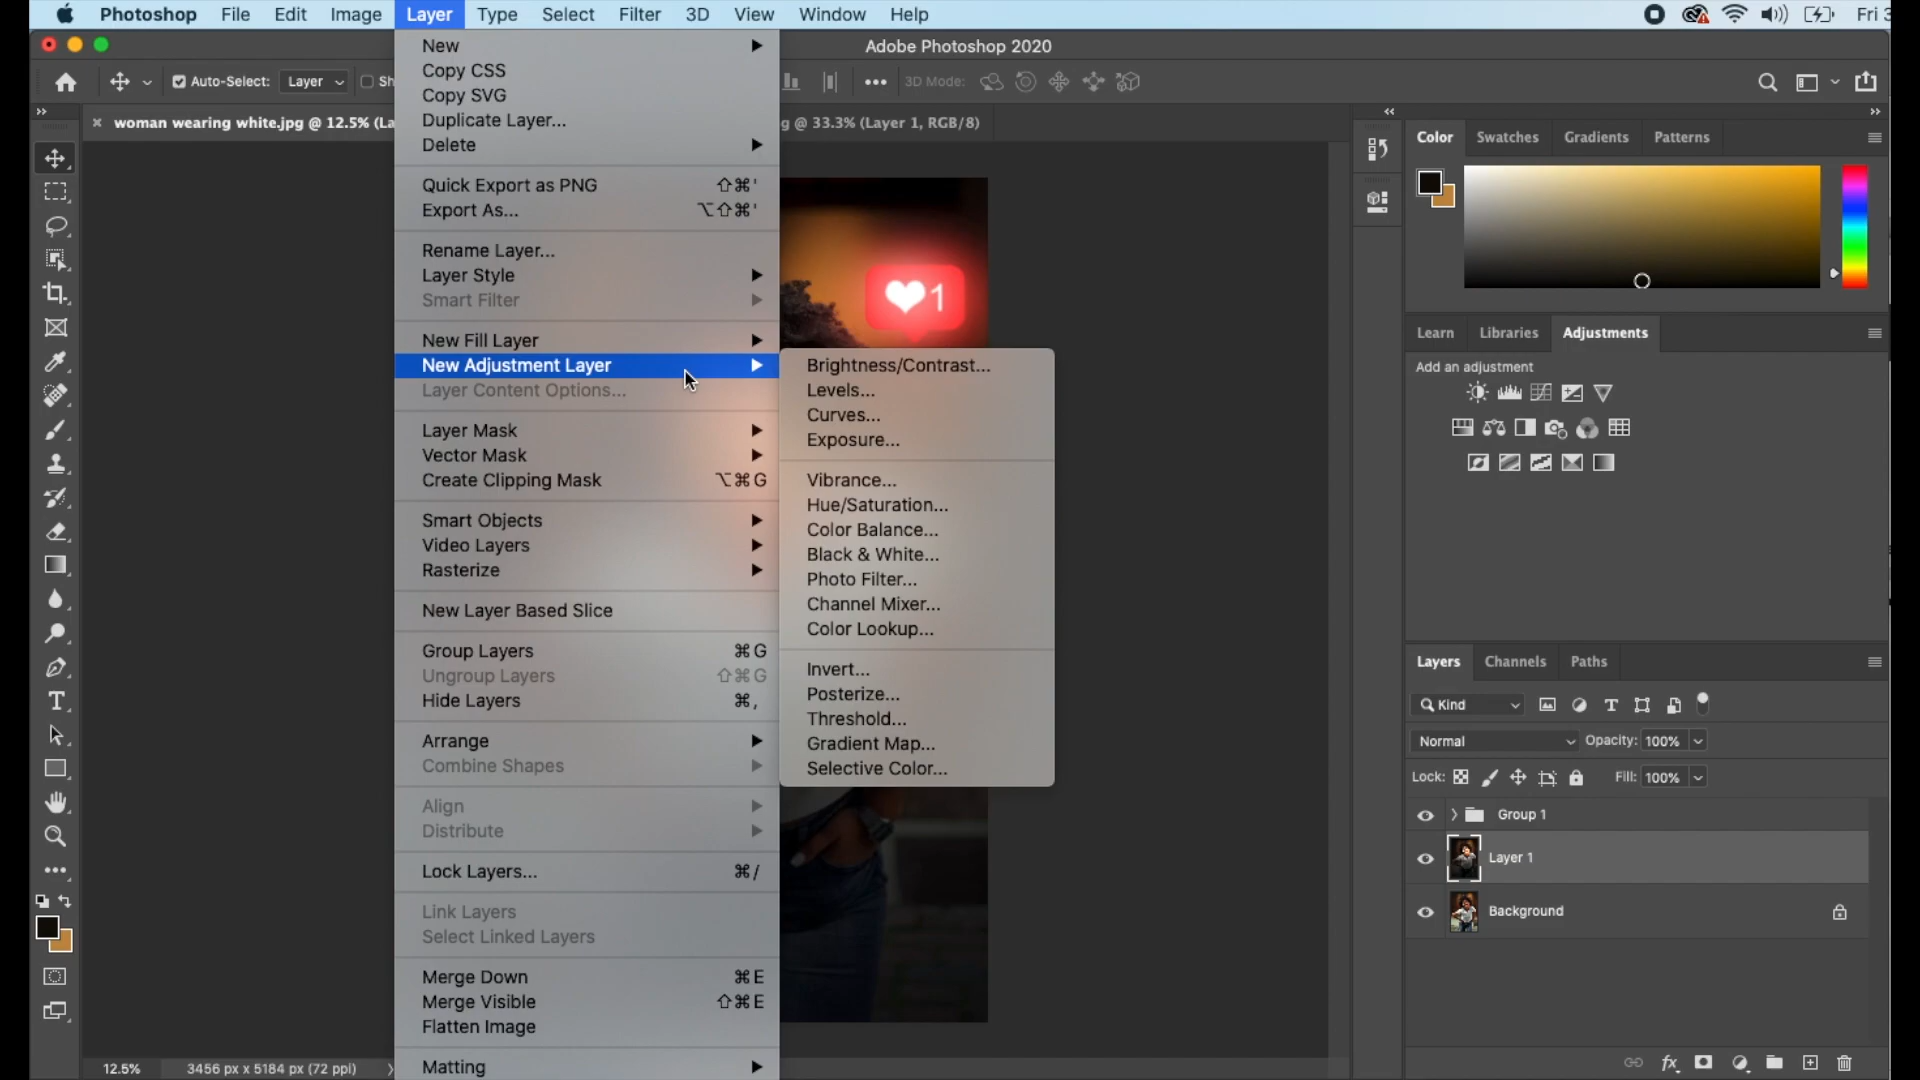 Photoshop File Edit Image Layer Type Select Filter 3D View Window Help Fri 3
Adobe Photoshop 2020
Auto-Select: Layer Sh 3D Mode:
woman wearing white.jpg @ 12.5% (La g @ 33.3% (Layer 1, RGB/8)
New
Copy CSS
Copy SVG
Duplicate Layer...
Delete
Quick Export as PNG ⇧⌘'
Export As... ⌥⇧⌘'
Rename Layer...
Layer Style
Smart Filter
New Fill Layer
New Adjustment Layer
Layer Content Options...
Layer Mask
Vector Mask
Create Clipping Mask ⌥⌘G
Smart Objects
Video Layers
Rasterize
New Layer Based Slice
Group Layers ⌘G
Ungroup Layers ⇧⌘G
Hide Layers ⌘,
Arrange
Combine Shapes
Align
Distribute
Lock Layers... ⌘/
Link Layers
Select Linked Layers
Merge Down ⌘E
Merge Visible ⇧⌘E
Flatten Image
Matting
1
Brightness/Contrast...
Levels...
Curves...
Exposure...
Vibrance...
Hue/Saturation...
Color Balance...
Black & White...
Photo Filter...
Channel Mixer...
Color Lookup...
Invert...
Posterize...
Threshold...
Gradient Map...
Selective Color...
Color Swatches Gradients Patterns
Learn Libraries Adjustments
Add an adjustment
Layers Channels Paths
Kind
Normal Opacity: 100%
Lock: Fill: 100%
Group 1
Layer 1
Background
12.5% 3456 px x 5184 px (72 ppi)